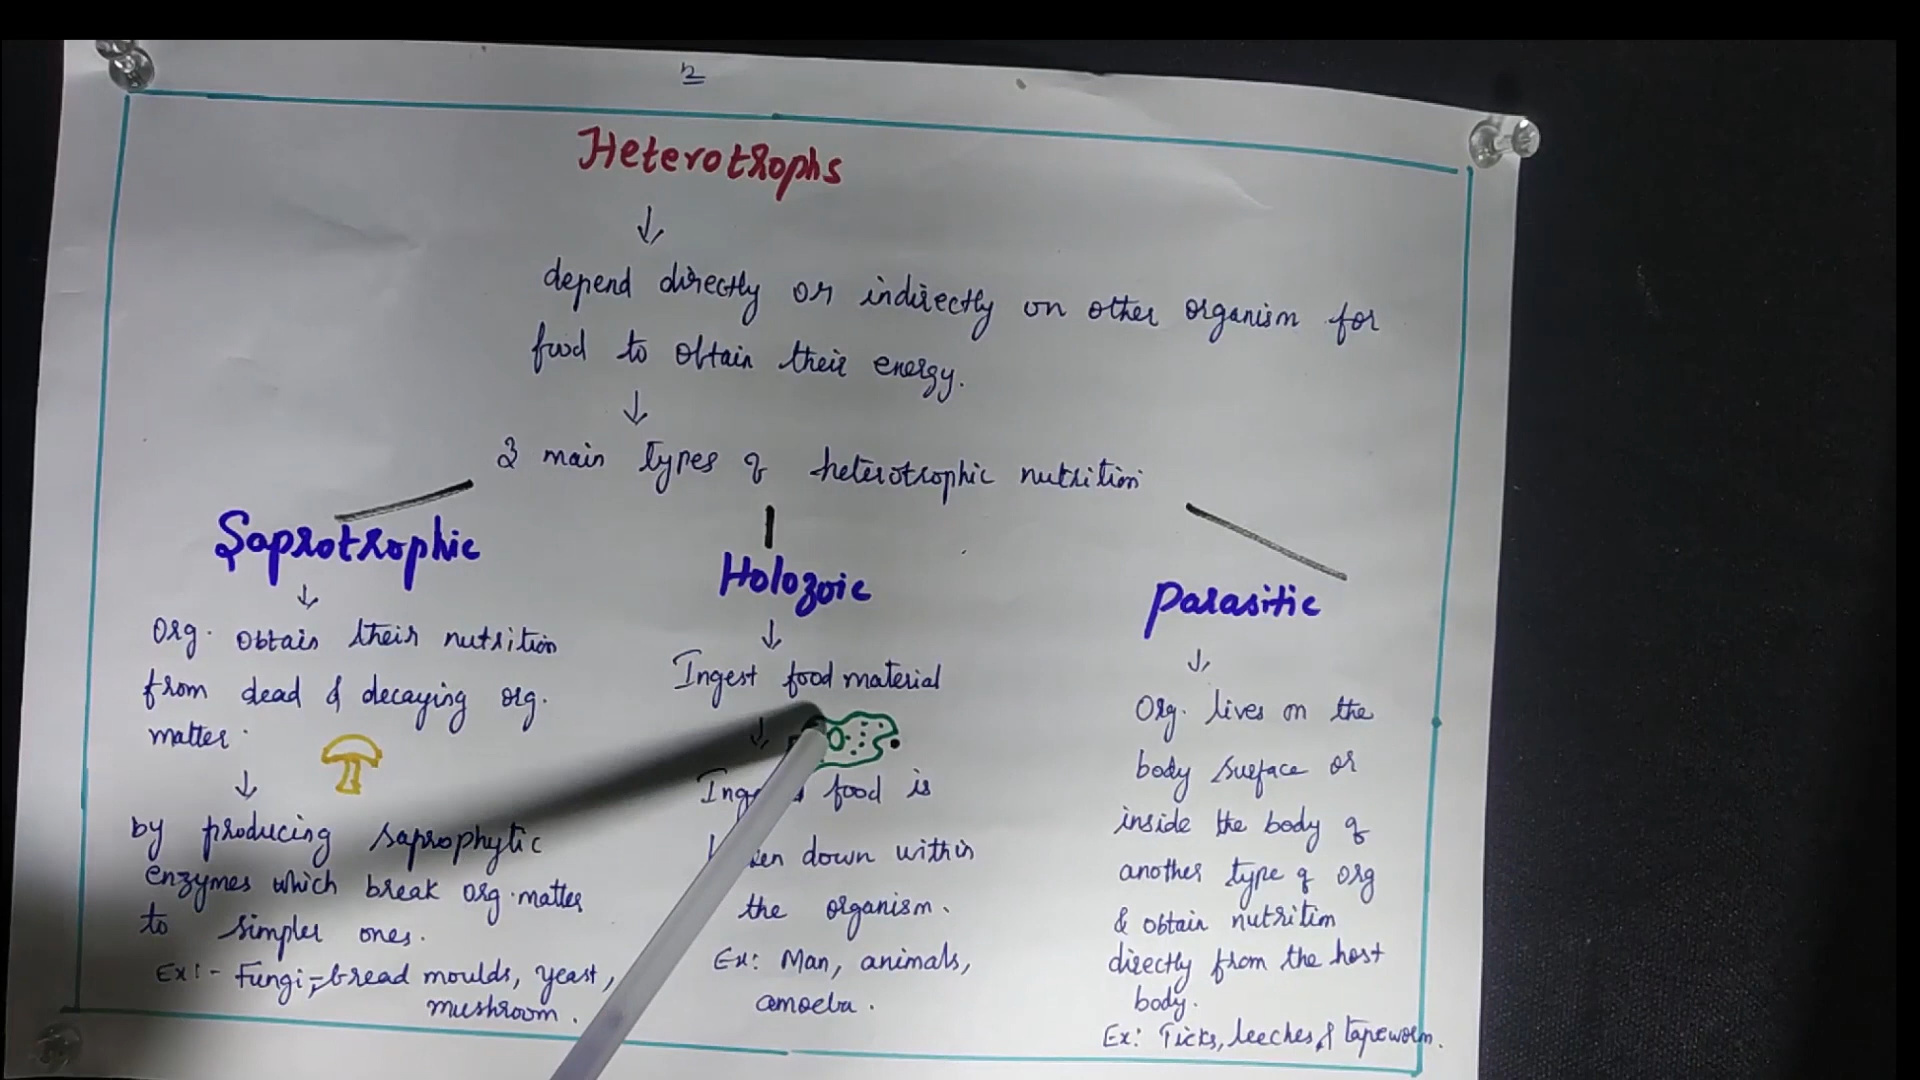 2
Heterotrophs
↓
depend directly or indirectly on other organism for
food to obtain their energy.
↓
3 main types of heterotrophic nutrition
Saprotrophic
↓
Org. obtain their nutrition
from dead & decaying org.
matter.
↓
by producing saprophytic
enzymes which break org. matter
to simpler ones.
Ex:- Fungi,-bread moulds, yeast,
mushroom.
Holozoic
↓
Ingest food material
↓
food is
down within
the organism.
Ex: Man, animals,
amoeba.
Parasitic
↓
Org. lives on the
body surface or
inside the body of
another type of org
& obtain nutrition
directly from the host
body.
Ex: Ticks, leeches, & tapeworm.